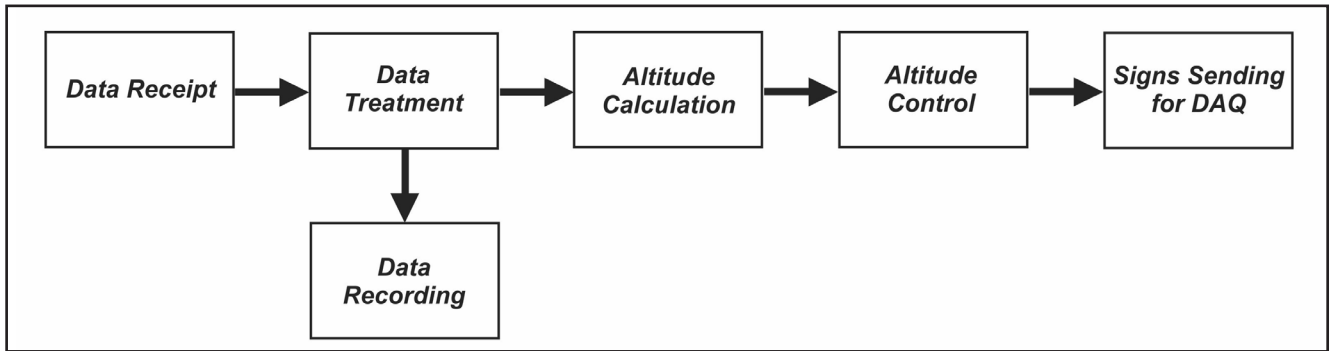 Data Receipt
Data
Treatment
Altitude
Calculation
Altitude
Control
Signs Sending
for DAQ
Data
Recording